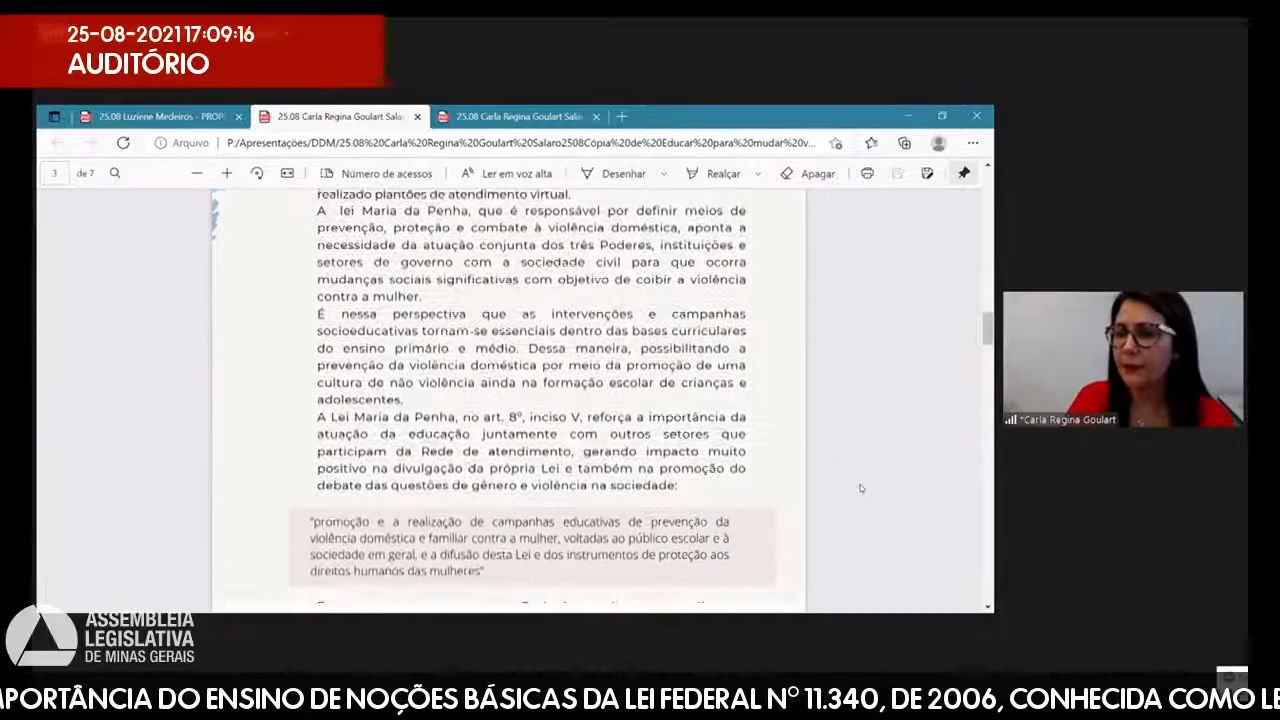 25-08-2021 17:09:16
AUDITÓRIO
25.08 Luziene Medeiros - PROP
25.08 Carla Regina Goulart Sala
25.08 Carla Regina Goulart Sala
Arquivo
P:/Apresentações/DDM/25.08%20Carla%20Regina%20Goulart%20Salaro2508Cópia%20de%20Educar%20para%20mudar%20v...
3 de 7
Número de acessos
Ler em voz alta
Desenhar
Realçar
Apagar
realizado plantões de atendimento virtual.
A lei Maria da Penha, que é responsável por definir meios de
prevenção, proteção e combate à violência doméstica, aponta a
necessidade da atuação conjunta dos três Poderes, instituições e
setores de governo com a sociedade civil para que ocorra
mudanças sociais significativas com objetivo de coibir a violência
contra a mulher.
É nessa perspectiva que as intervenções e campanhas
socioeducativas tornam-se essenciais dentro das bases curriculares
do ensino primário e médio. Dessa maneira, possibilitando a
prevenção da violência doméstica por meio da promoção de uma
cultura de não violência ainda na formação escolar de crianças e
adolescentes.
A Lei Maria da Penha, no art. 8º, inciso V, reforça a importância da
atuação da educação juntamente com outros setores que
participam da Rede de atendimento, gerando impacto muito
positivo na divulgação da própria Lei e também na promoção do
debate das questões de gênero e violência na sociedade:
"promoção e a realização de campanhas educativas de prevenção da
violência doméstica e familiar contra a mulher, voltadas ao público escolar e à
sociedade em geral, e a difusão desta Lei e dos instrumentos de proteção aos
direitos humanos das mulheres"
*Carla Regina Goulart
ASSEMBLEIA
LEGISLATIVA
DE MINAS GERAIS
MPORTÂNCIA DO ENSINO DE NOÇÕES BÁSICAS DA LEI FEDERAL Nº 11.340, DE 2006, CONHECIDA COMO LE